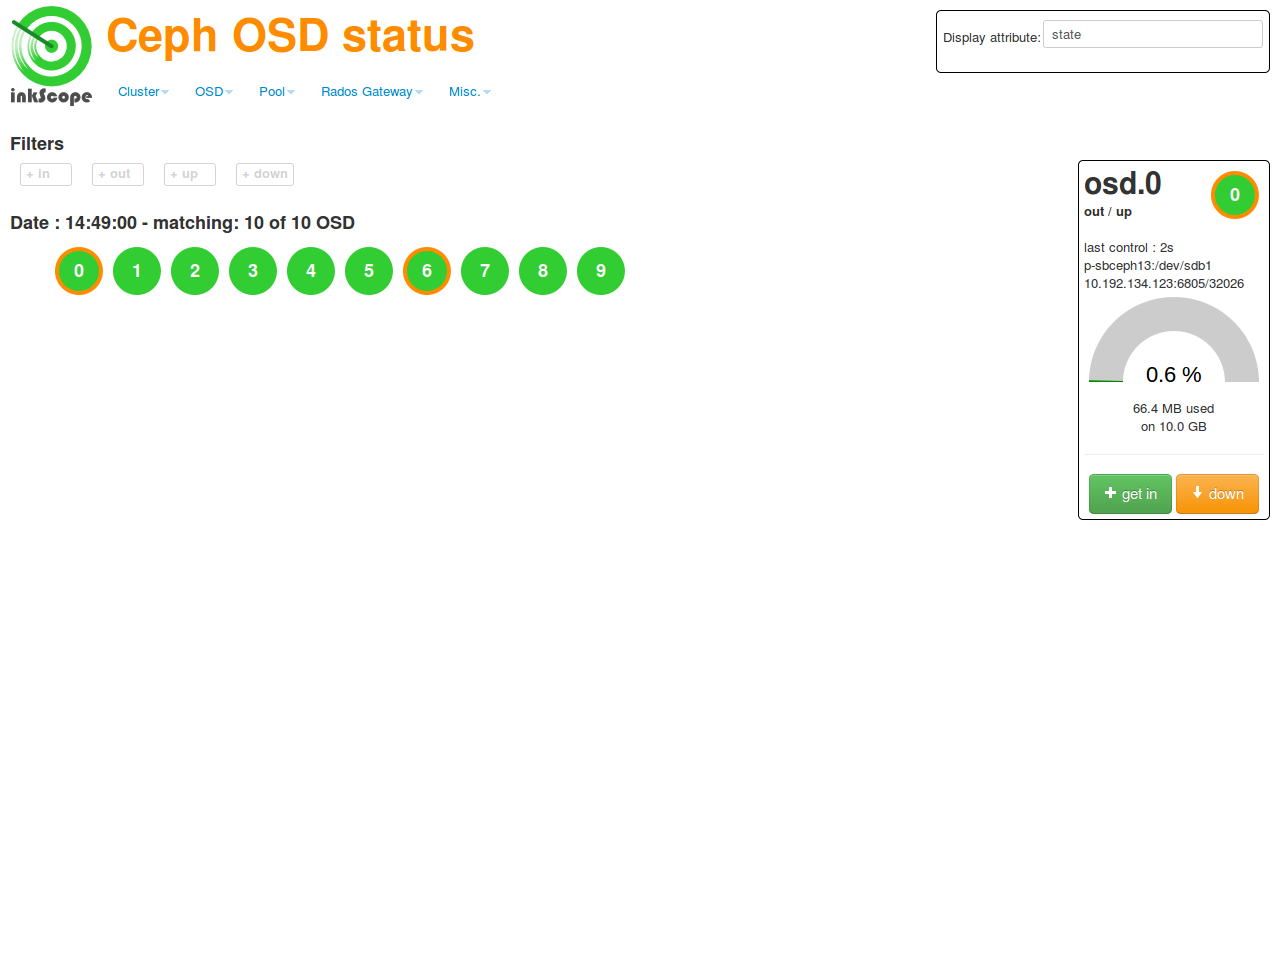 Ceph OSD status
Display attribute: state
inkScope
Cluster OSD Pool Rados Gateway Misc.
Filters
+ in + out + up + down
Date : 14:49:00 - matching: 10 of 10 OSD
0 1 2 3 4 5 6 7 8 9
osd.0 0
out / up
last control : 2s
p-sbceph13:/dev/sdb1
10.192.134.123:6805/32026
0.6 %
66.4 MB used
on 10.0 GB
get in down